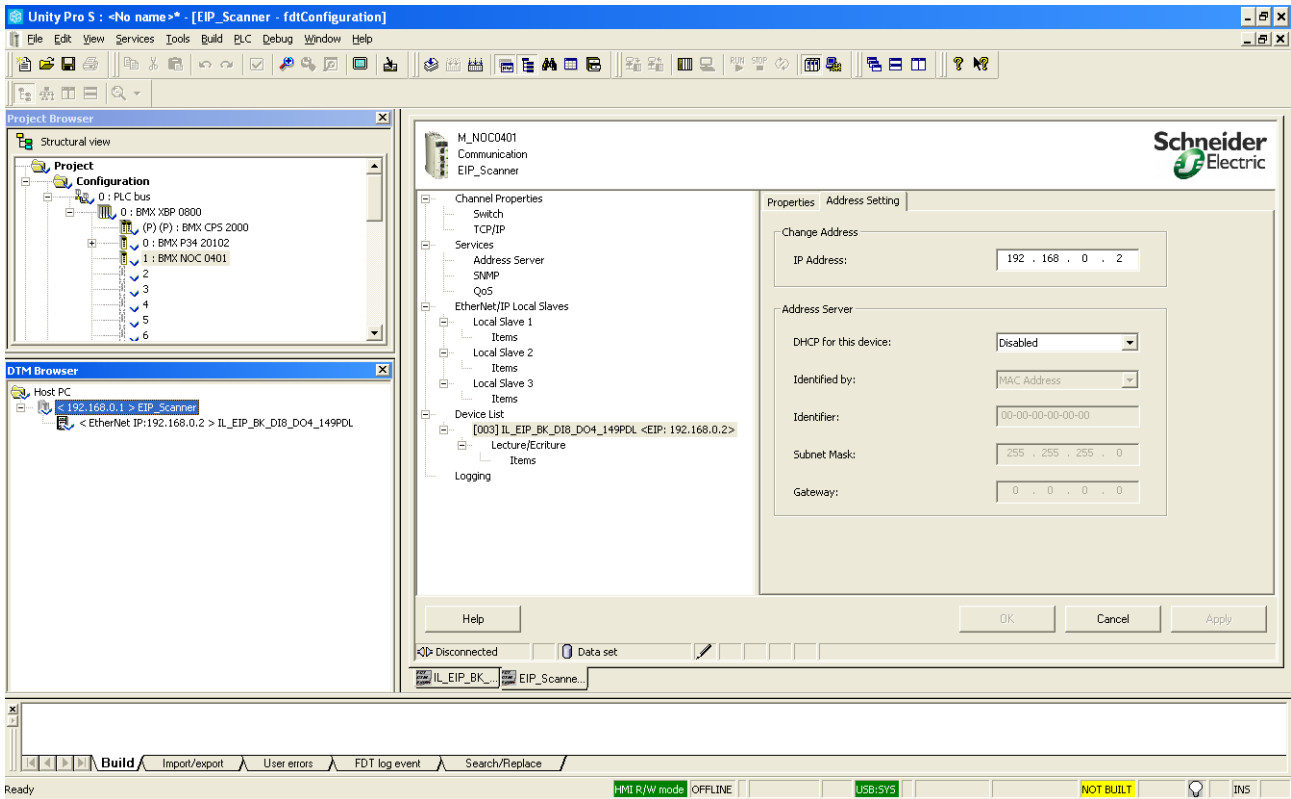 Unity Pro S : <No name>* - [EIP_Scanner - fdtConfiguration]
File Edit View Services Tools Build PLC Debug Window Help
RUN STOP
Project Browser
Structural view
Project
Configuration
0 : PLC bus
0 : BMX XBP 0800
(P) (P) : BMX CPS 2000
0 : BMX P34 20102
1 : BMX NOC 0401
2
3
4
5
6
DTM Browser
Host PC
< 192.168.0.1 > EIP_Scanner
< EtherNet IP:192.168.0.2 > IL_EIP_BK_DI8_DO4_149PDL
M_NOC0401
Communication
EIP_Scanner
Schneider
Electric
Channel Properties
Switch
TCP/IP
Services
Address Server
SNMP
QoS
EtherNet/IP Local Slaves
Local Slave 1
Items
Local Slave 2
Items
Local Slave 3
Items
Device List
[003] IL_EIP_BK_DI8_DO4_149PDL <EIP: 192.168.0.2>
Lecture/Ecriture
Items
Logging
Properties Address Setting
Change Address
IP Address: 192 . 168 . 0 . 2
Address Server
DHCP for this device: Disabled
Identified by: MAC Address
Identifier: 00-00-00-00-00-00
Subnet Mask: 255 . 255 . 255 . 0
Gateway: 0 . 0 . 0 . 0
Help OK Cancel Apply
Disconnected Data set
IL_EIP_BK_... EIP_Scanne...
Build Import/export User errors FDT log event Search/Replace
Ready HMI R/W mode OFFLINE USB:SYS NOT BUILT INS